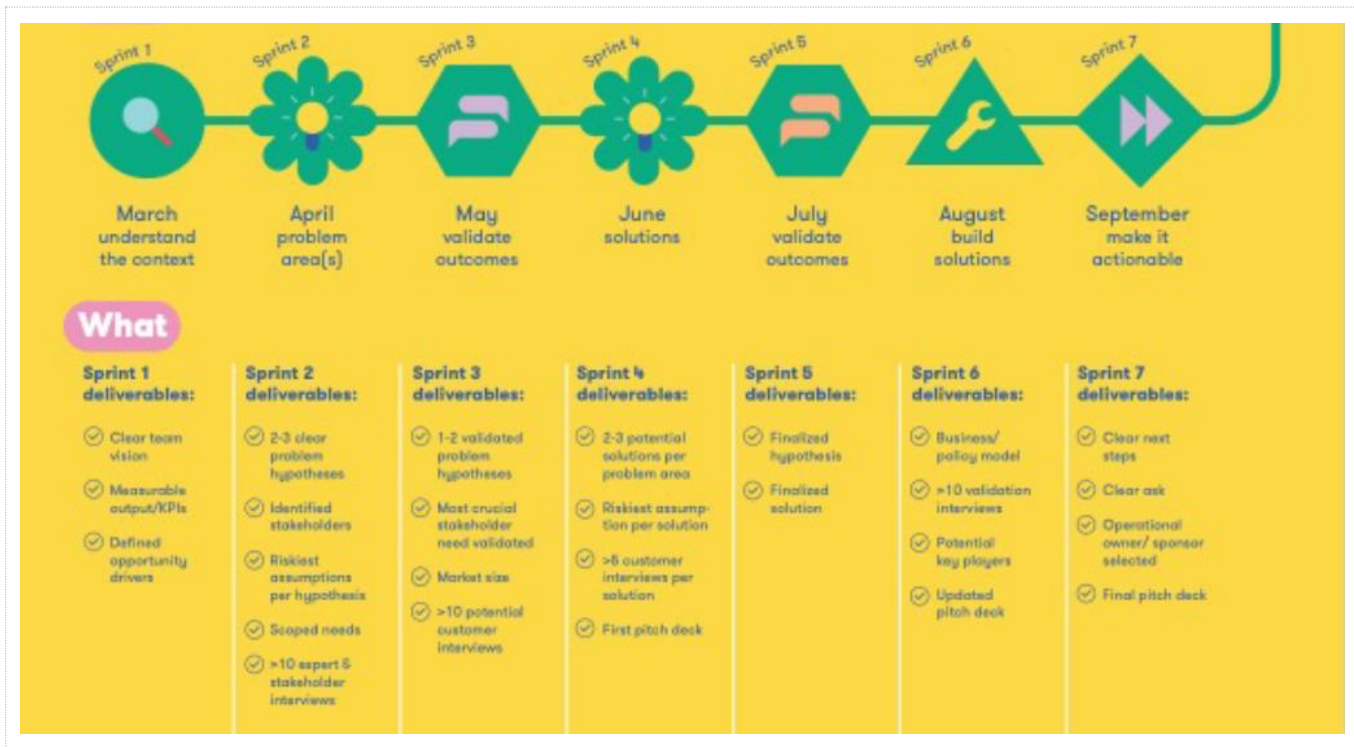 Sprint 1
Sprint 2
Sprint 3
Sprint 4
Sprint 5
Sprint 6
Sprint 7
March
understand
the context
April
problem
area(s)
May
validate
outcomes
June
solutions
July
validate
outcomes
August
build
solutions
September
make it
actionable
What
Sprint 1
deliverables:
Clear team
vision
Measurable
output/KPIs
Defined
opportunity
drivers
Sprint 2
deliverables:
2-3 clear
problem
hypotheses
Identified
stakeholders
Riskiest
assumptions
per hypothesis
Scoped needs
>10 expert &
stakeholder
interviews
Sprint 3
deliverables:
1-2 validated
problem
hypotheses
Most crucial
stakeholder
need validated
Market size
>10 potential
customer
interviews
Sprint 4
deliverables:
2-3 potential
solutions per
problem area
Riskiest assump-
tion per solution
customer
interviews per
solution
First pitch deck
Sprint 5
deliverables:
Finalized
hypothesis
Finalized
solution
Sprint 6
deliverables:
Business/
policy model
>10 validation
interviews
Potential
key players
Updated
pitch deck
Sprint 7
deliverables:
Clear next
steps
Clear ask
Operational
owner/ sponsor
selected
Final pitch deck